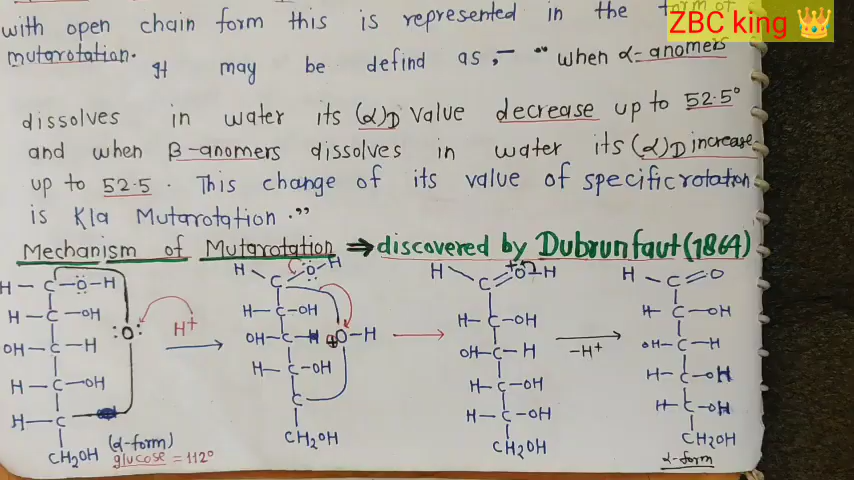 with open chain form this is represented in the form of
ZBC king 👑
mutarotation.
It may be defind as ,- "when α-anomers
dissolves in water its (α)D value decrease up to 52.5°
and when β-anomers dissolves in water its (α)D increase
up to 52.5. This change of its value of specific rotation
is K/a Mutarotation."
Mechanism of Mutarotation ⇒ discovered by Dubrunfaut (1864)
H—C—Ö—H
H—C—OH
OH—C—H
H—C—OH
H—C
CH2OH
:O:
H+
(α-form)
glucose = 112°
H C=O—H
H—C—OH
OH—C—H
H—C—OH
C
CH2OH
⊕O—H
H C=O+—H
H—C—OH
OH—C—H
H—C—OH
H—C—OH
CH2OH
-H+
H—C=O
H—C—OH
OH—C—H
H—C—OH
H—C—OH
CH2OH
α-form